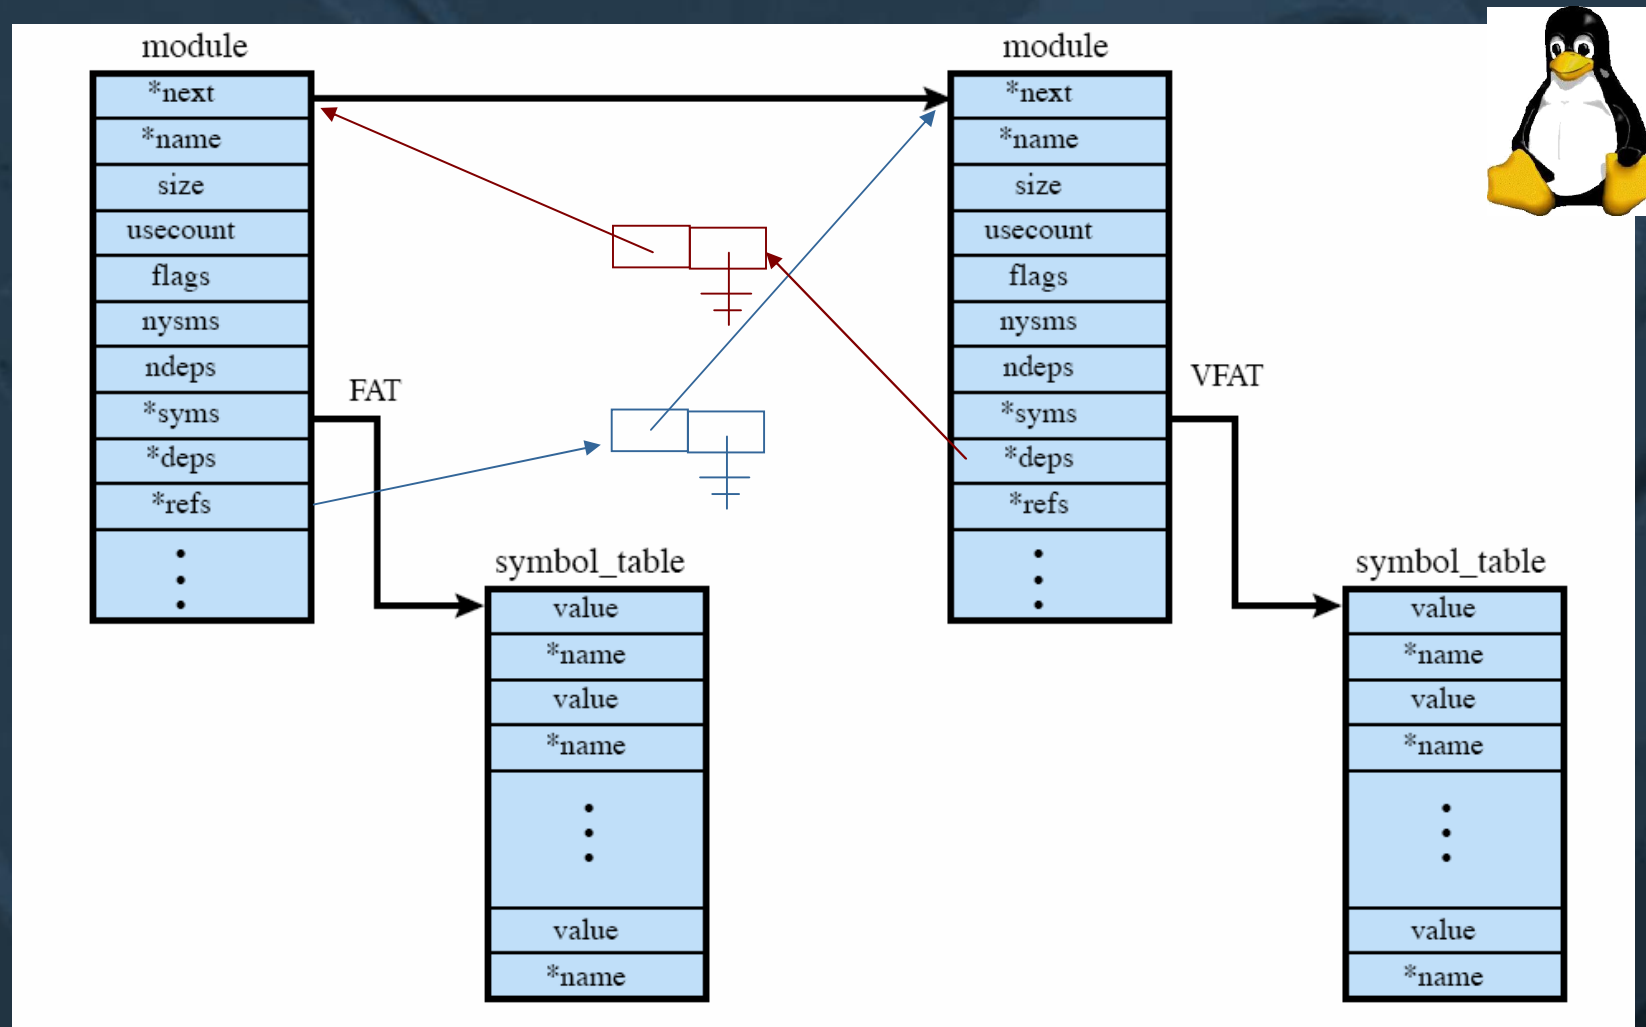 module
*next
*name
size
usecount
flags
nysms
ndeps
*syms
*deps
*refs
FAT
symbol_table
value
*name
value
*name
value
*name
module
*next
*name
size
usecount
flags
nysms
ndeps
*syms
*deps
*refs
VFAT
symbol_table
value
*name
value
*name
value
*name